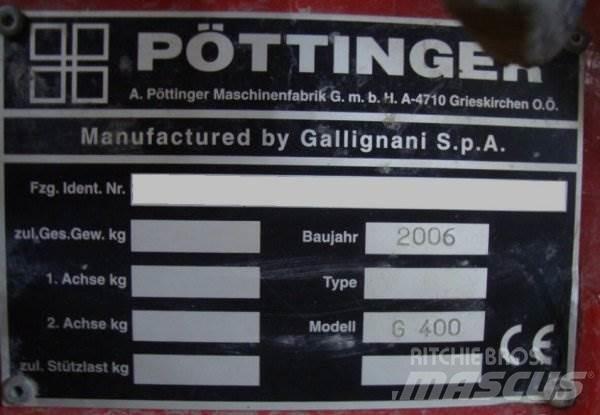 PÖTTINGER
A. Pöttinger Maschinenfabrik G. m. b. H. A-4710 Grieskirchen O.Ö.
Manufactured by Gallignani S.p.A.
Fzg. Ident. Nr.
zul.Ges.Gew. kg
Baujahr 2006
1. Achse kg
Type
2. Achse kg
Modell G 400
CE
zul. Stützlast kg
RITCHIE BROS.
MASCUS